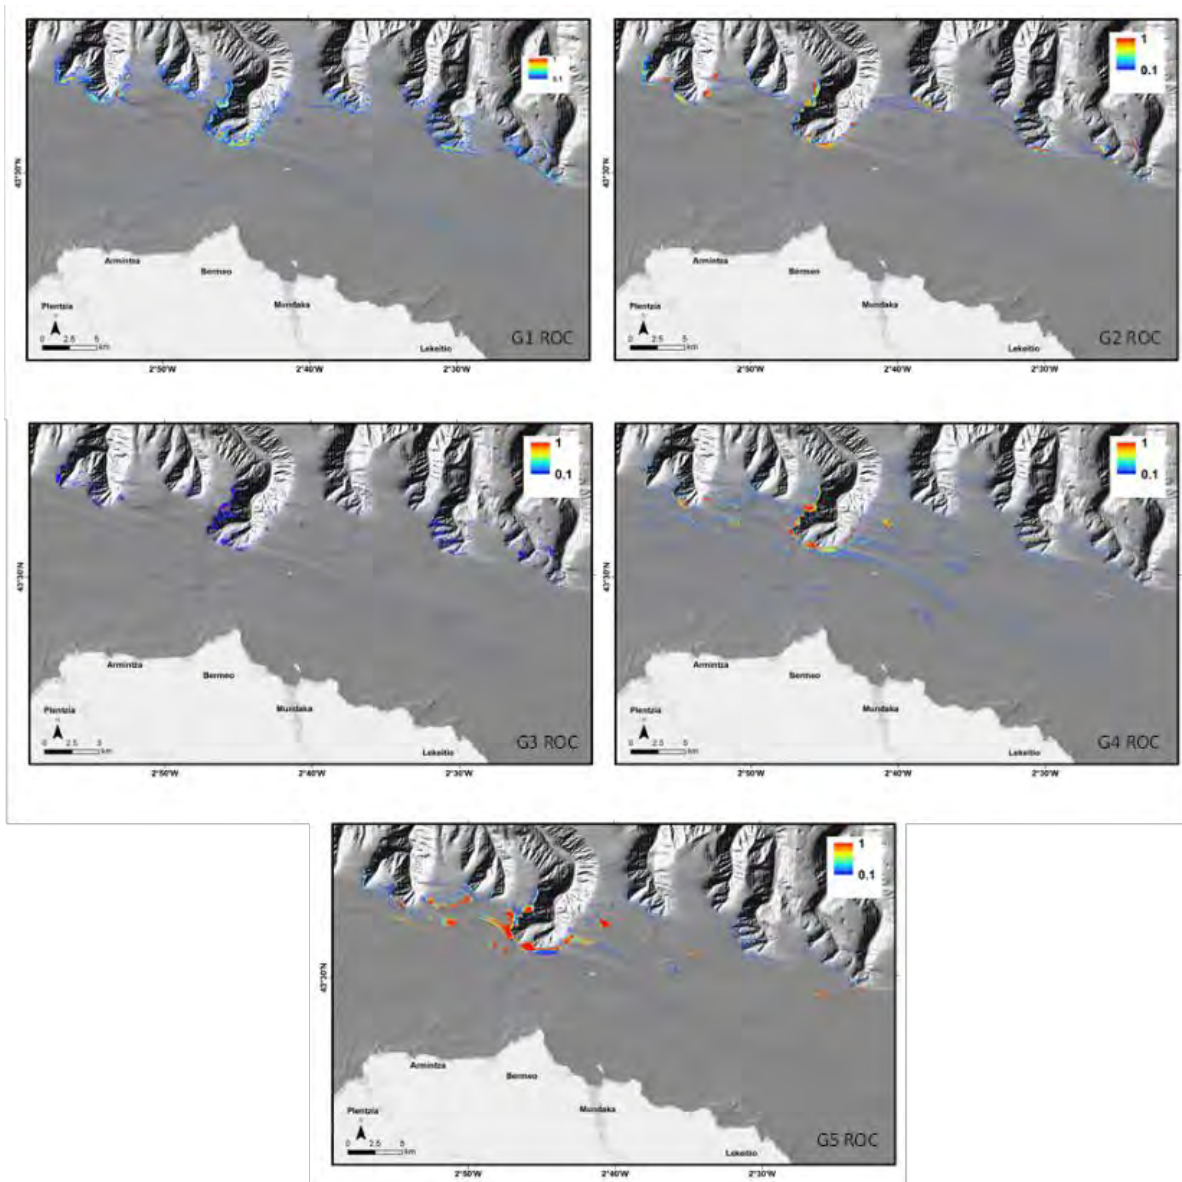 0.1
43°30'N
Armintza
Bermeo
Mundaka
Plentzia
0 2.5 5
km
Lekeitio
G1 ROC
2°50'W 2°40'W 2°30'W
1
0.1
43°30'N
Armintza
Bermeo
Mundaka
Plentzia
0 2.5 5
km
Lekeitio
G2 ROC
2°50'W 2°40'W 2°30'W
1
0.1
43°30'N
Armintza
Bermeo
Mundaka
Plentzia
0 2.5 5
km
Lekeitio
G3 ROC
2°50'W 2°40'W 2°30'W
1
0.1
43°30'N
Armintza
Bermeo
Mundaka
Plentzia
0 2.5 5
km
Lekeitio
G4 ROC
2°50'W 2°40'W 2°30'W
1
0.1
43°30'N
Armintza
Bermeo
Mundaka
Plentzia
0 2.5 5
km
Lekeitio
G5 ROC
2°50'W 2°40'W 2°30'W